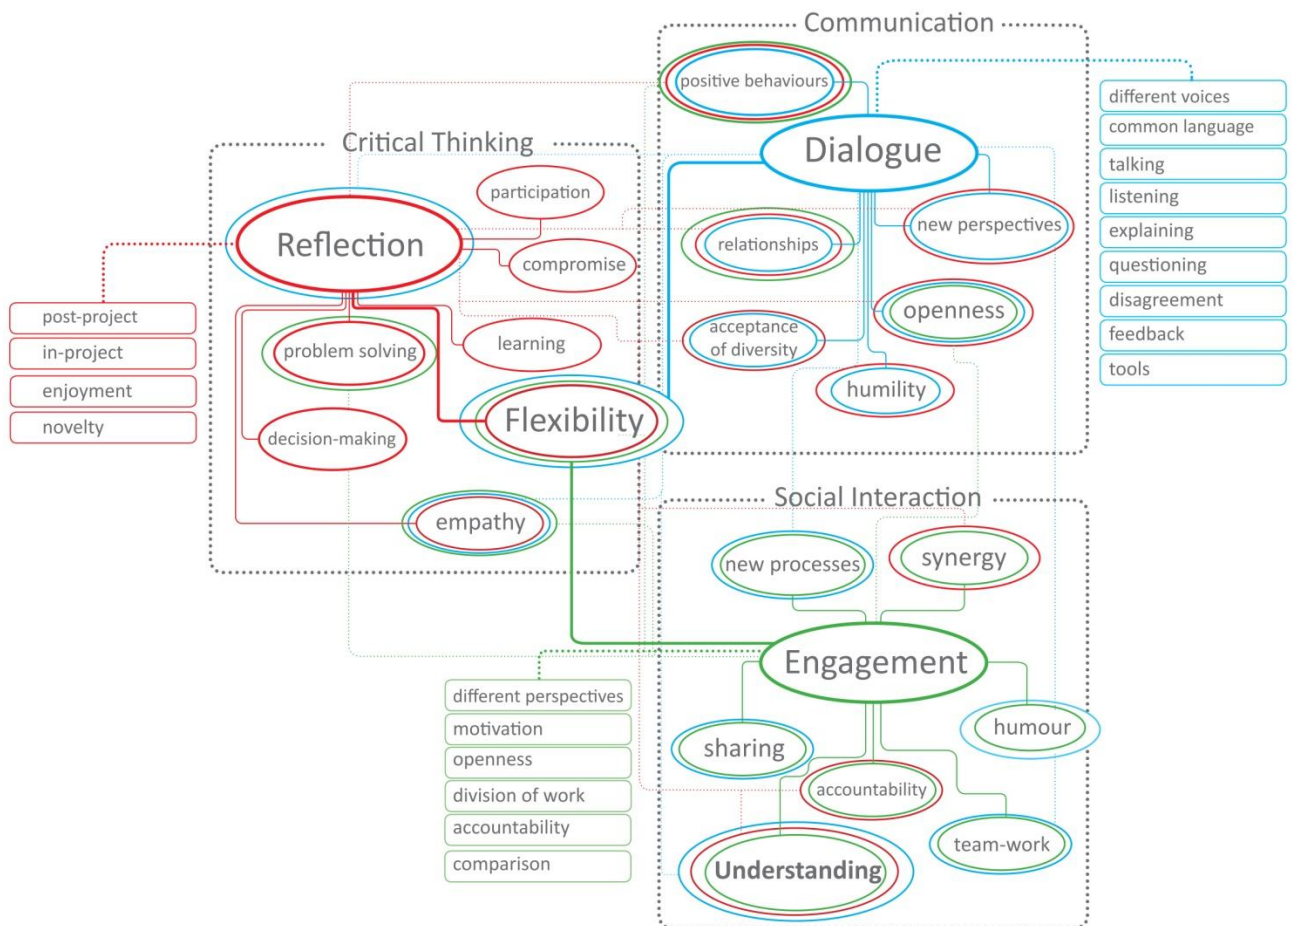 Communication
positive behaviours
Dialogue
new perspectives
relationships
openness
acceptance
of diversity
humility
different voices
common language
talking
listening
explaining
questioning
disagreement
feedback
tools
Critical Thinking
participation
Reflection
compromise
problem solving
learning
Flexibility
decision-making
empathy
post-project
in-project
enjoyment
novelty
Social Interaction
new processes
synergy
Engagement
humour
sharing
accountability
team-work
Understanding
different perspectives
motivation
openness
division of work
accountability
comparison